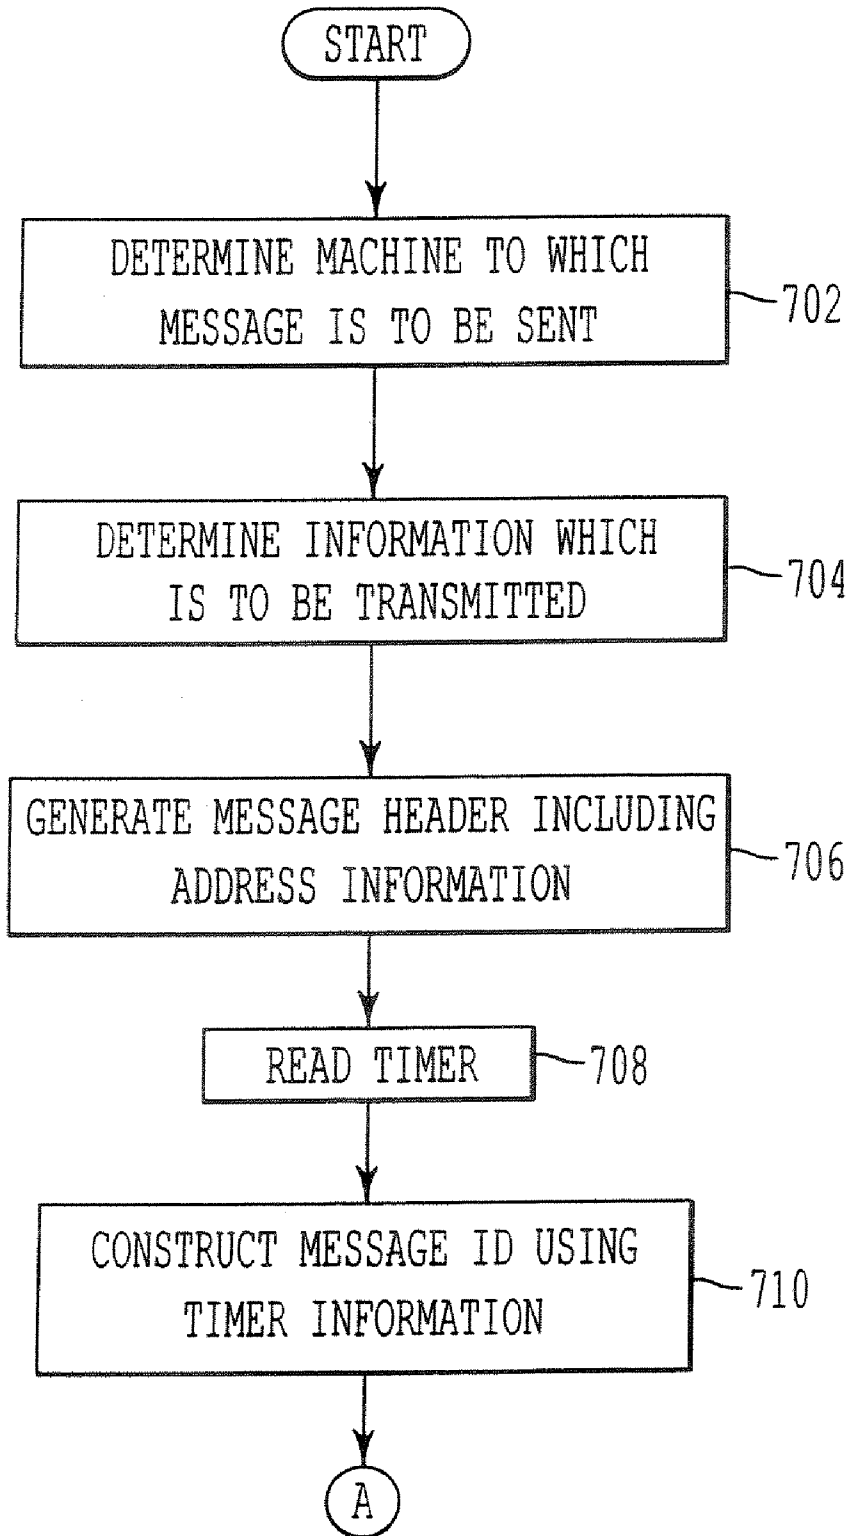 START
DETERMINE MACHINE TO WHICH
MESSAGE IS TO BE SENT
702
DETERMINE INFORMATION WHICH
IS TO BE TRANSMITTED
704
GENERATE MESSAGE HEADER INCLUDING
ADDRESS INFORMATION
706
READ TIMER
708
CONSTRUCT MESSAGE ID USING
TIMER INFORMATION
710
A